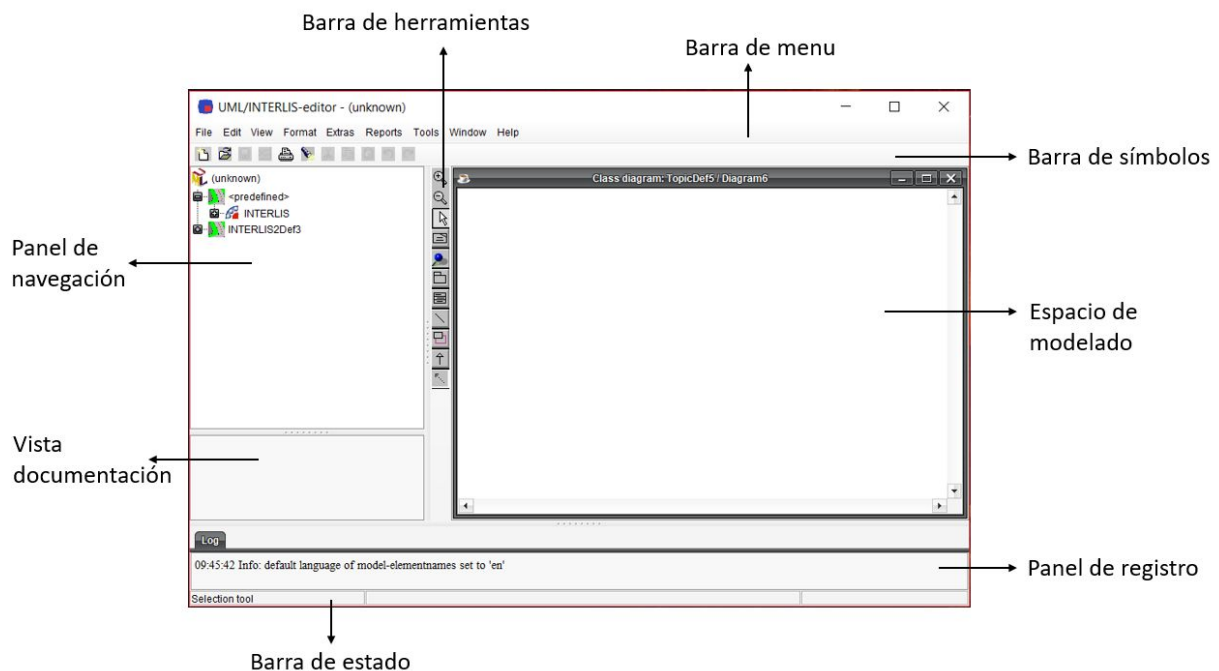 Barra de herramientas
Barra de menu
UML/INTERLIS-editor - (unknown)
File Edit View Format Extras Reports Tools Window Help
Barra de símbolos
(unknown)
<predefined>
INTERLIS
INTERLIS2Def3
Class diagram: TopicDef5 / Diagram6
Panel de
navegación
Espacio de
modelado
Vista
documentación
Log
09:45:42 Info: default language of model-elementnames set to 'en'
Panel de registro
Selection tool
Barra de estado